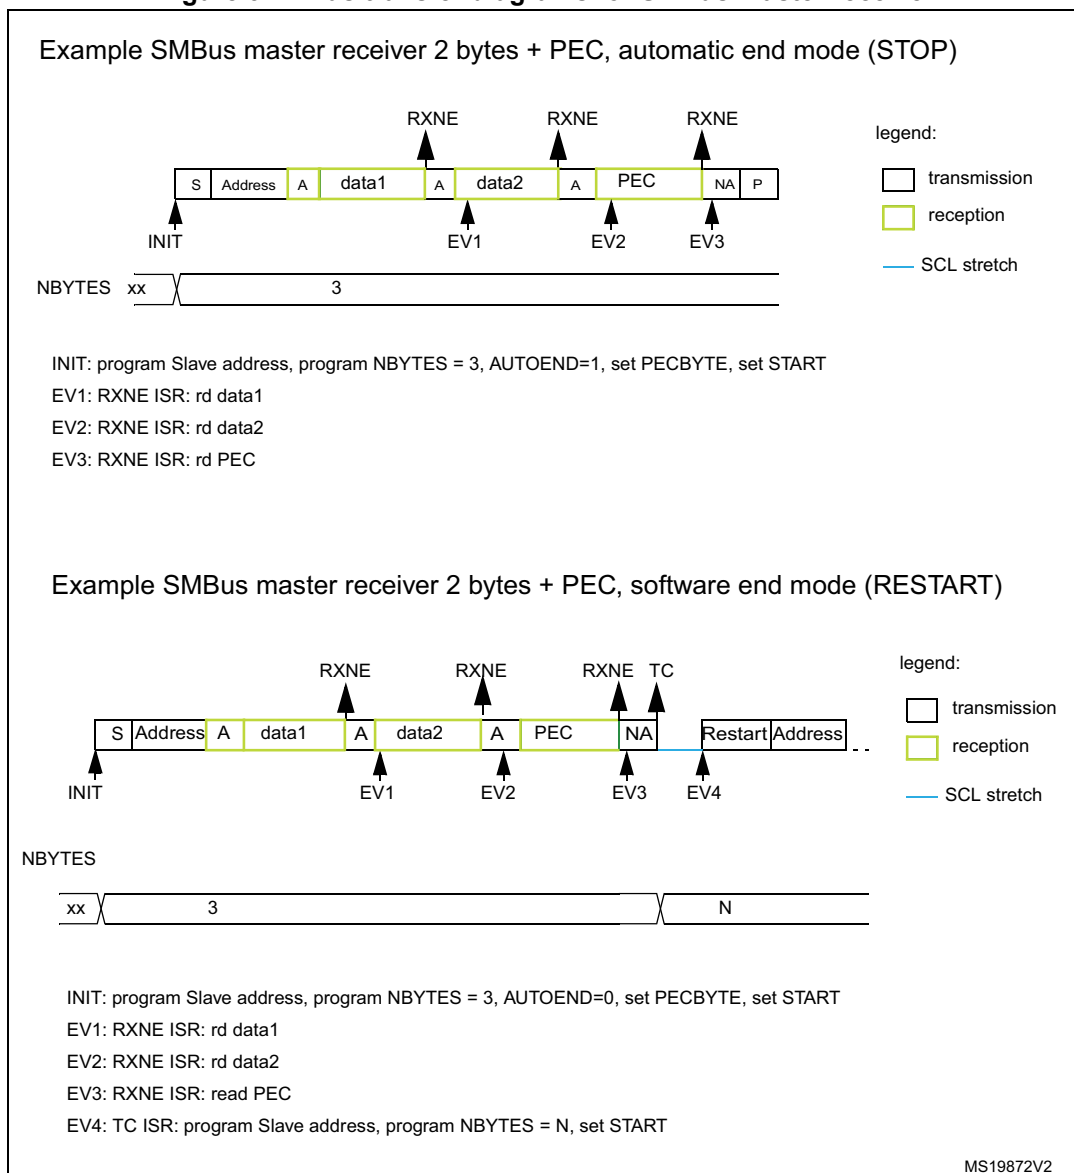 Example SMBus master receiver 2 bytes + PEC, automatic end mode (STOP)
RXNE RXNE RXNE
legend:
S Address A data1 A data2 A PEC NA P
transmission
reception
INIT EV1 EV2 EV3
SCL stretch
NBYTES xx 3
INIT: program Slave address, program NBYTES = 3, AUTOEND=1, set PECBYTE, set START
EV1: RXNE ISR: rd data1
EV2: RXNE ISR: rd data2
EV3: RXNE ISR: rd PEC
Example SMBus master receiver 2 bytes + PEC, software end mode (RESTART)
RXNE RXNE RXNE TC
legend:
transmission
S Address A data1 A data2 A PEC NA Restart Address
reception
INIT EV1 EV2 EV3 EV4
SCL stretch
NBYTES
xx 3 N
INIT: program Slave address, program NBYTES = 3, AUTOEND=0, set PECBYTE, set START
EV1: RXNE ISR: rd data1
EV2: RXNE ISR: rd data2
EV3: RXNE ISR: read PEC
EV4: TC ISR: program Slave address, program NBYTES = N, set START
MS19872V2